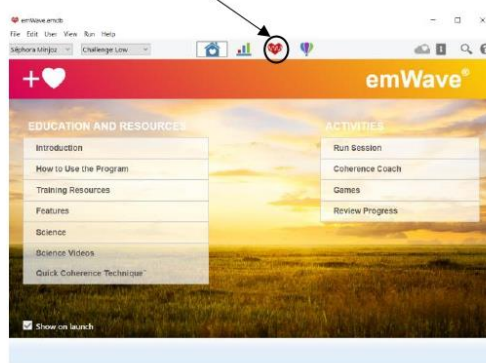 emWave emdb
File Edit User View Run Help
Séphora Minjoz Challenge Low
emWave®
EDUCATION AND RESOURCES
Introduction
How to Use the Program
Training Resources
Features
Science
Science Videos
Quick Coherence Technique™
ACTIVITIES
Run Session
Coherence Coach
Games
Review Progress
Show on launch